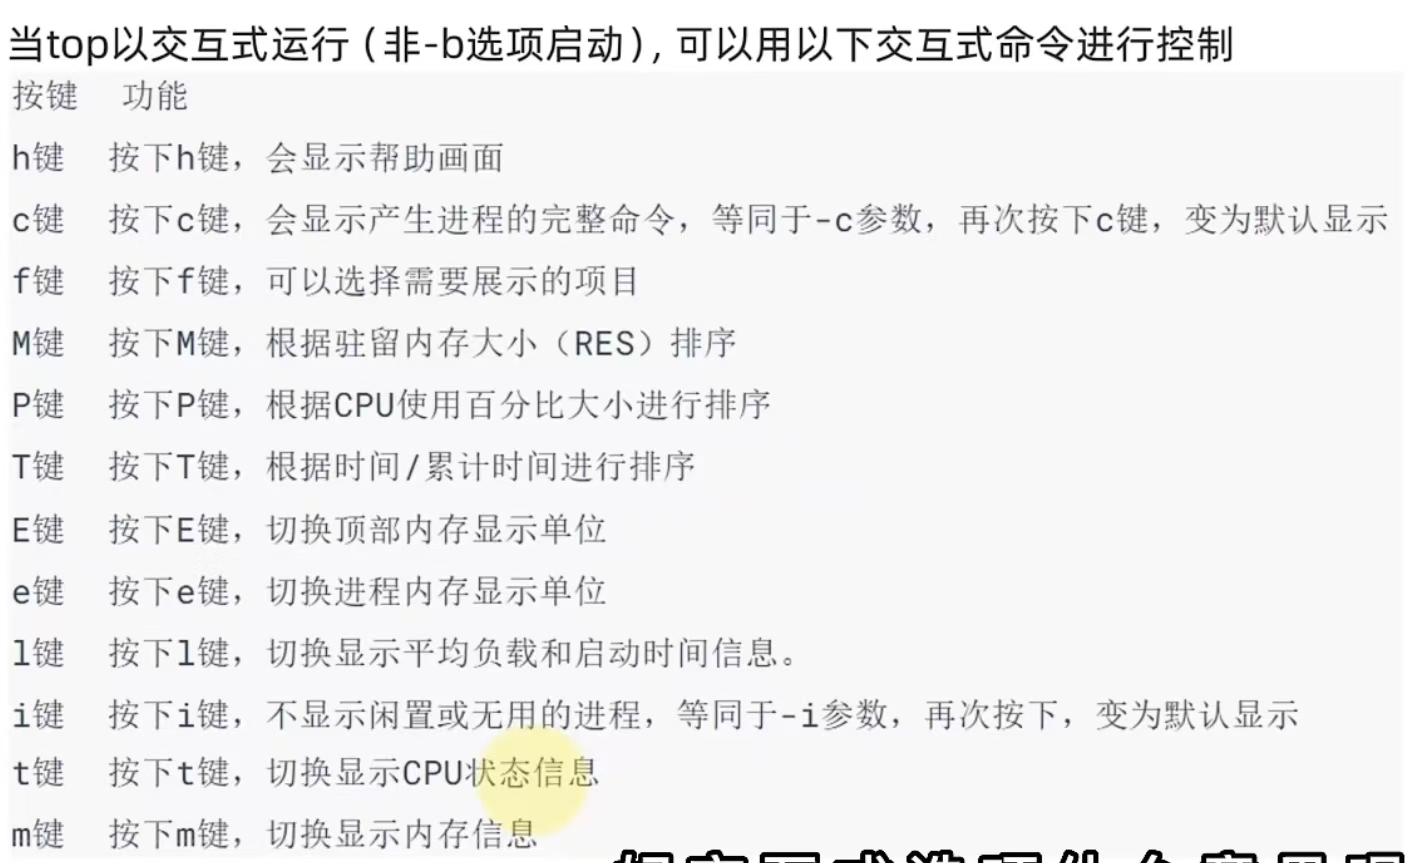 当top以交互式运行（非-b选项启动），可以用以下交互式命令进行控制
按键 功能
h键 按下h键，会显示帮助画面
c键 按下c键，会显示产生进程的完整命令，等同于-c参数，再次按下c键，变为默认显示
f键 按下f键，可以选择需要展示的项目
M键 按下M键，根据驻留内存大小（RES）排序
P键 按下P键，根据CPU使用百分比大小进行排序
T键 按下T键，根据时间/累计时间进行排序
E键 按下E键，切换顶部内存显示单位
e键 按下e键，切换进程内存显示单位
l键 按下l键，切换显示平均负载和启动时间信息。
i键 按下i键，不显示闲置或无用的进程，等同于-i参数，再次按下，变为默认显示
t键 按下t键，切换显示CPU状态信息
m键 按下m键，切换显示内存信息